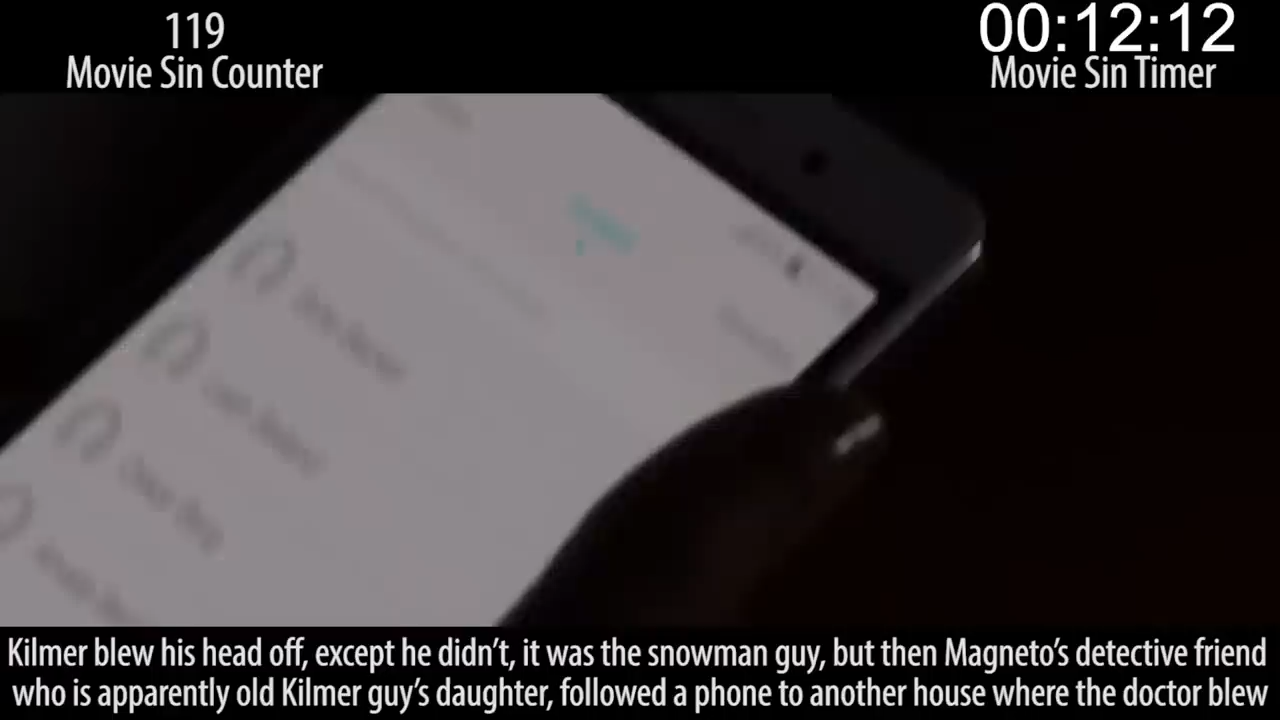 119
Movie Sin Counter
00:12:12
Movie Sin Timer
Kilmer blew his head off, except he didn't, it was the snowman guy, but then Magneto's detective friend
who is apparently old Kilmer guy's daughter, followed a phone to another house where the doctor blew